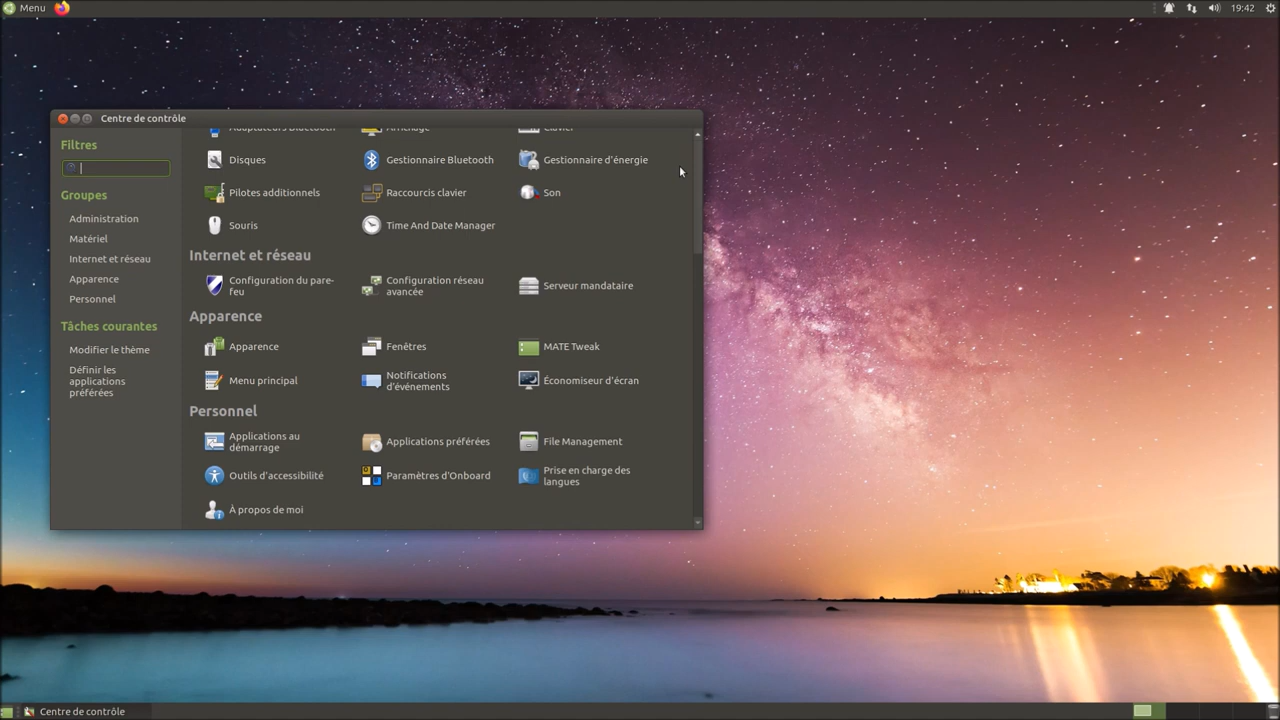 Menu
19:42
Centre de contrôle
Filtres
Groupes
Administration
Matériel
Internet et réseau
Apparence
Personnel
Tâches courantes
Modifier le thème
Définir les
applications
préférées
Adaptateurs Bluetooth
Affichage
Clavier
Disques
Gestionnaire Bluetooth
Gestionnaire d'énergie
Pilotes additionnels
Raccourcis clavier
Son
Souris
Time And Date Manager
Internet et réseau
Configuration du pare-
feu
Configuration réseau
avancée
Serveur mandataire
Apparence
Apparence
Fenêtres
MATE Tweak
Menu principal
Notifications
d'événements
Économiseur d'écran
Personnel
Applications au
démarrage
Applications préférées
File Management
Outils d'accessibilité
Paramètres d'Onboard
Prise en charge des
langues
À propos de moi
Centre de contrôle